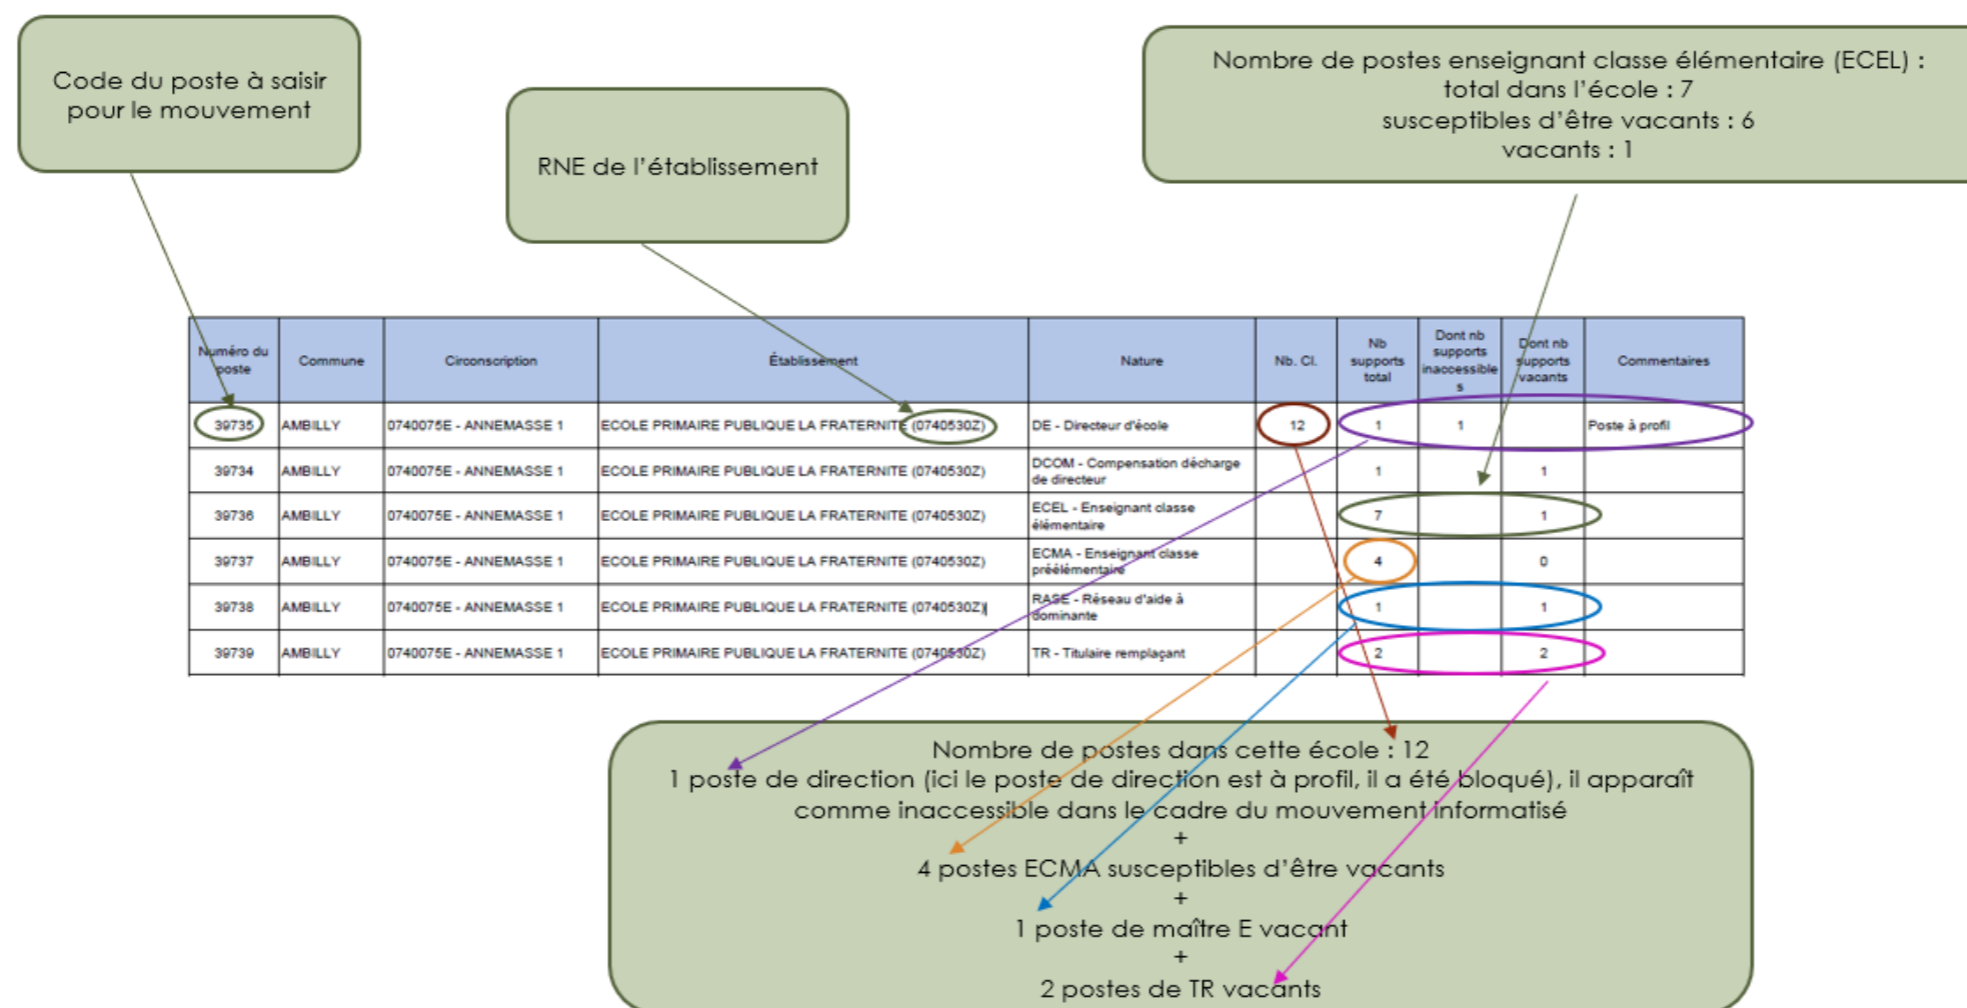 Code du poste à saisir
pour le mouvement
RNE de l'établissement
Nombre de postes enseignant classe élémentaire (ECEL) :
total dans l'école : 7
susceptibles d'être vacants : 6
vacants : 1
Numéro du poste Commune Circonscription Établissement Nature Nb. Cl. Nb supports total Dont nb supports inaccessible s Dont nb supports vacants Commentaires
39735 AMBILLY 0740075E - ANNEMASSE 1 ECOLE PRIMAIRE PUBLIQUE LA FRATERNITE (0740530Z) DE - Directeur d'école 12 1 1 Poste à profil
39734 AMBILLY 0740075E - ANNEMASSE 1 ECOLE PRIMAIRE PUBLIQUE LA FRATERNITE (0740530Z) DCOM - Compensation décharge de directeur 1 1
39736 AMBILLY 0740075E - ANNEMASSE 1 ECOLE PRIMAIRE PUBLIQUE LA FRATERNITE (0740530Z) ECEL - Enseignant classe élémentaire 7 1
39737 AMBILLY 0740075E - ANNEMASSE 1 ECOLE PRIMAIRE PUBLIQUE LA FRATERNITE (0740530Z) ECMA - Enseignant classe préélémentaire 4 0
39738 AMBILLY 0740075E - ANNEMASSE 1 ECOLE PRIMAIRE PUBLIQUE LA FRATERNITE (0740530Z) RASE - Réseau d'aide à dominante 1 1
39739 AMBILLY 0740075E - ANNEMASSE 1 ECOLE PRIMAIRE PUBLIQUE LA FRATERNITE (0740530Z) TR - Titulaire remplaçant 2 2
Nombre de postes dans cette école : 12
1 poste de direction (ici le poste de direction est à profil, il a été bloqué), il apparaît
comme inaccessible dans le cadre du mouvement informatisé
+
4 postes ECMA susceptibles d'être vacants
+
1 poste de maître E vacant
+
2 postes de TR vacants